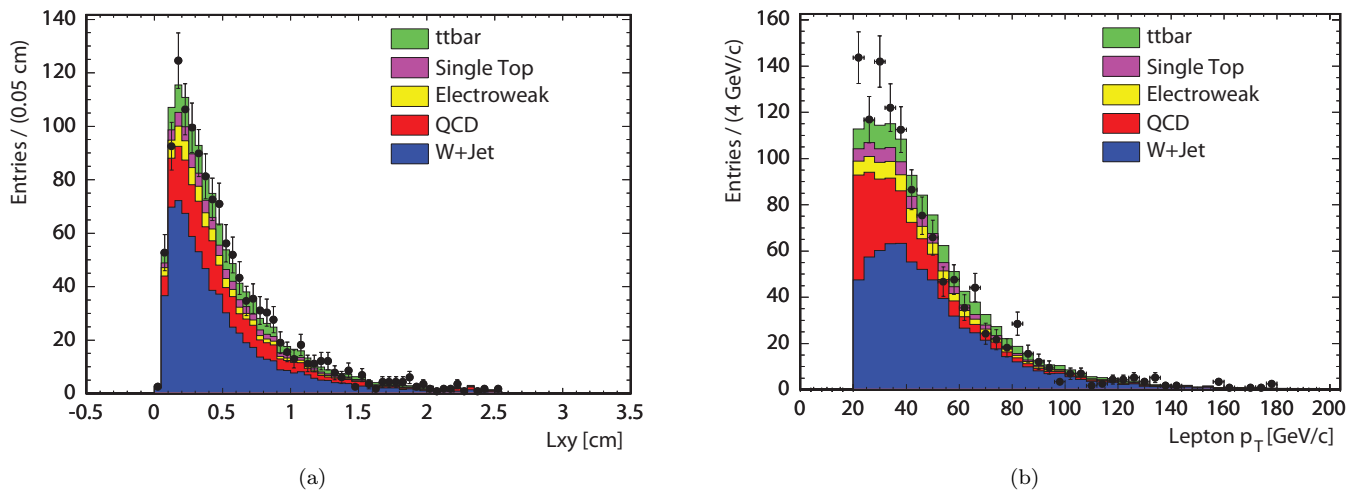 Entries / (0.05 cm)
140
120
100
80
60
40
20
0
-0.5 0 0.5 1 1.5 2 2.5 3 3.5
Lxy [cm]
ttbar
Single Top
Electroweak
QCD
W+Jet
(a)
Entries / (4 GeV/c)
160
140
120
100
80
60
40
20
0
0 20 40 60 80 100 120 140 160 180 200
Lepton p_T [GeV/c]
ttbar
Single Top
Electroweak
QCD
W+Jet
(b)